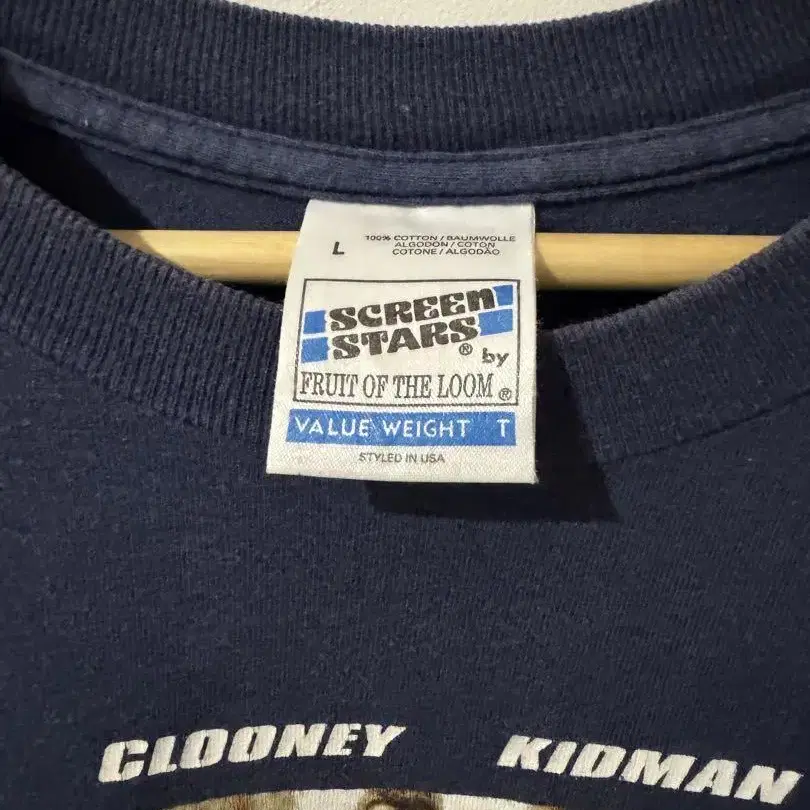 L
100% COTTON / BAUMWOLLE
ALGODON / COTON
COTONE / ALGODÃO
SCREEN
STARS® by
FRUIT OF THE LOOM®
VALUE WEIGHT T
STYLED IN USA
CLOONEY KIDMAN